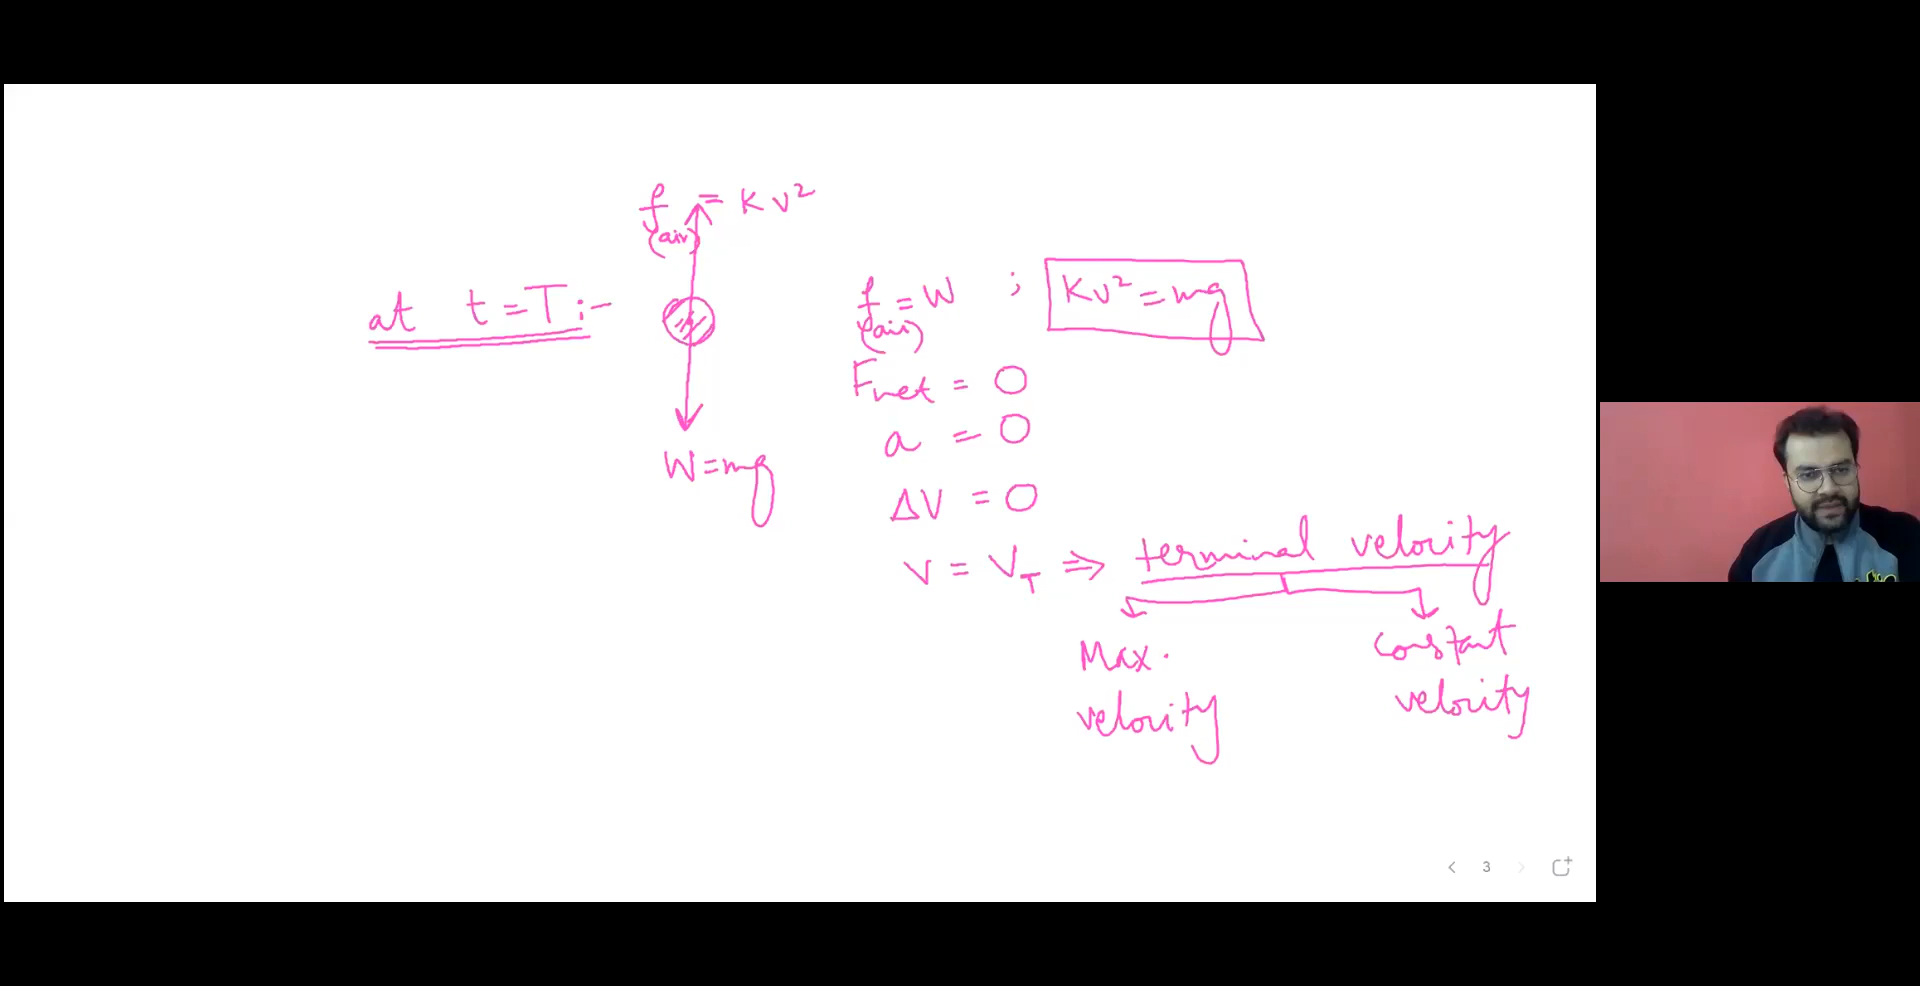 f(air) = Kv²
at t = T :-
f(air) = W ; Kv² = mg
Fnet = 0
a = 0
W = mg
ΔV = 0
v = VT ⇒ terminal velocity
Max. velocity
constant velocity
3